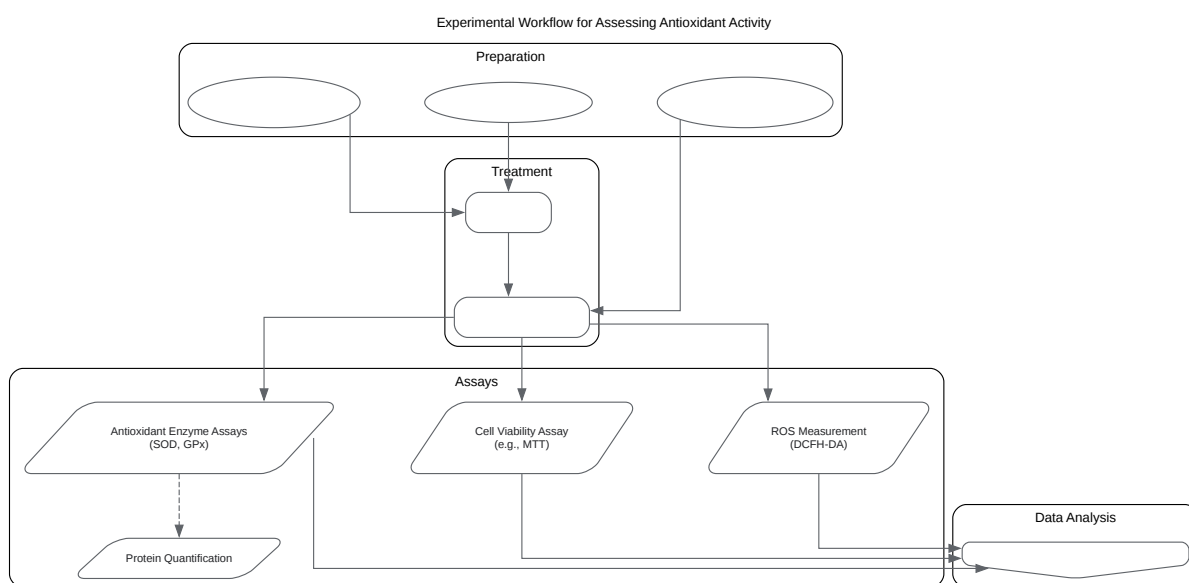 Experimental Workflow for Assessing Antioxidant Activity
Preparation
Treatment
Assays
Antioxidant Enzyme Assays
(SOD, GPx)
Cell Viability Assay
(e.g., MTT)
ROS Measurement
(DCFH-DA)
Data Analysis
Protein Quantification